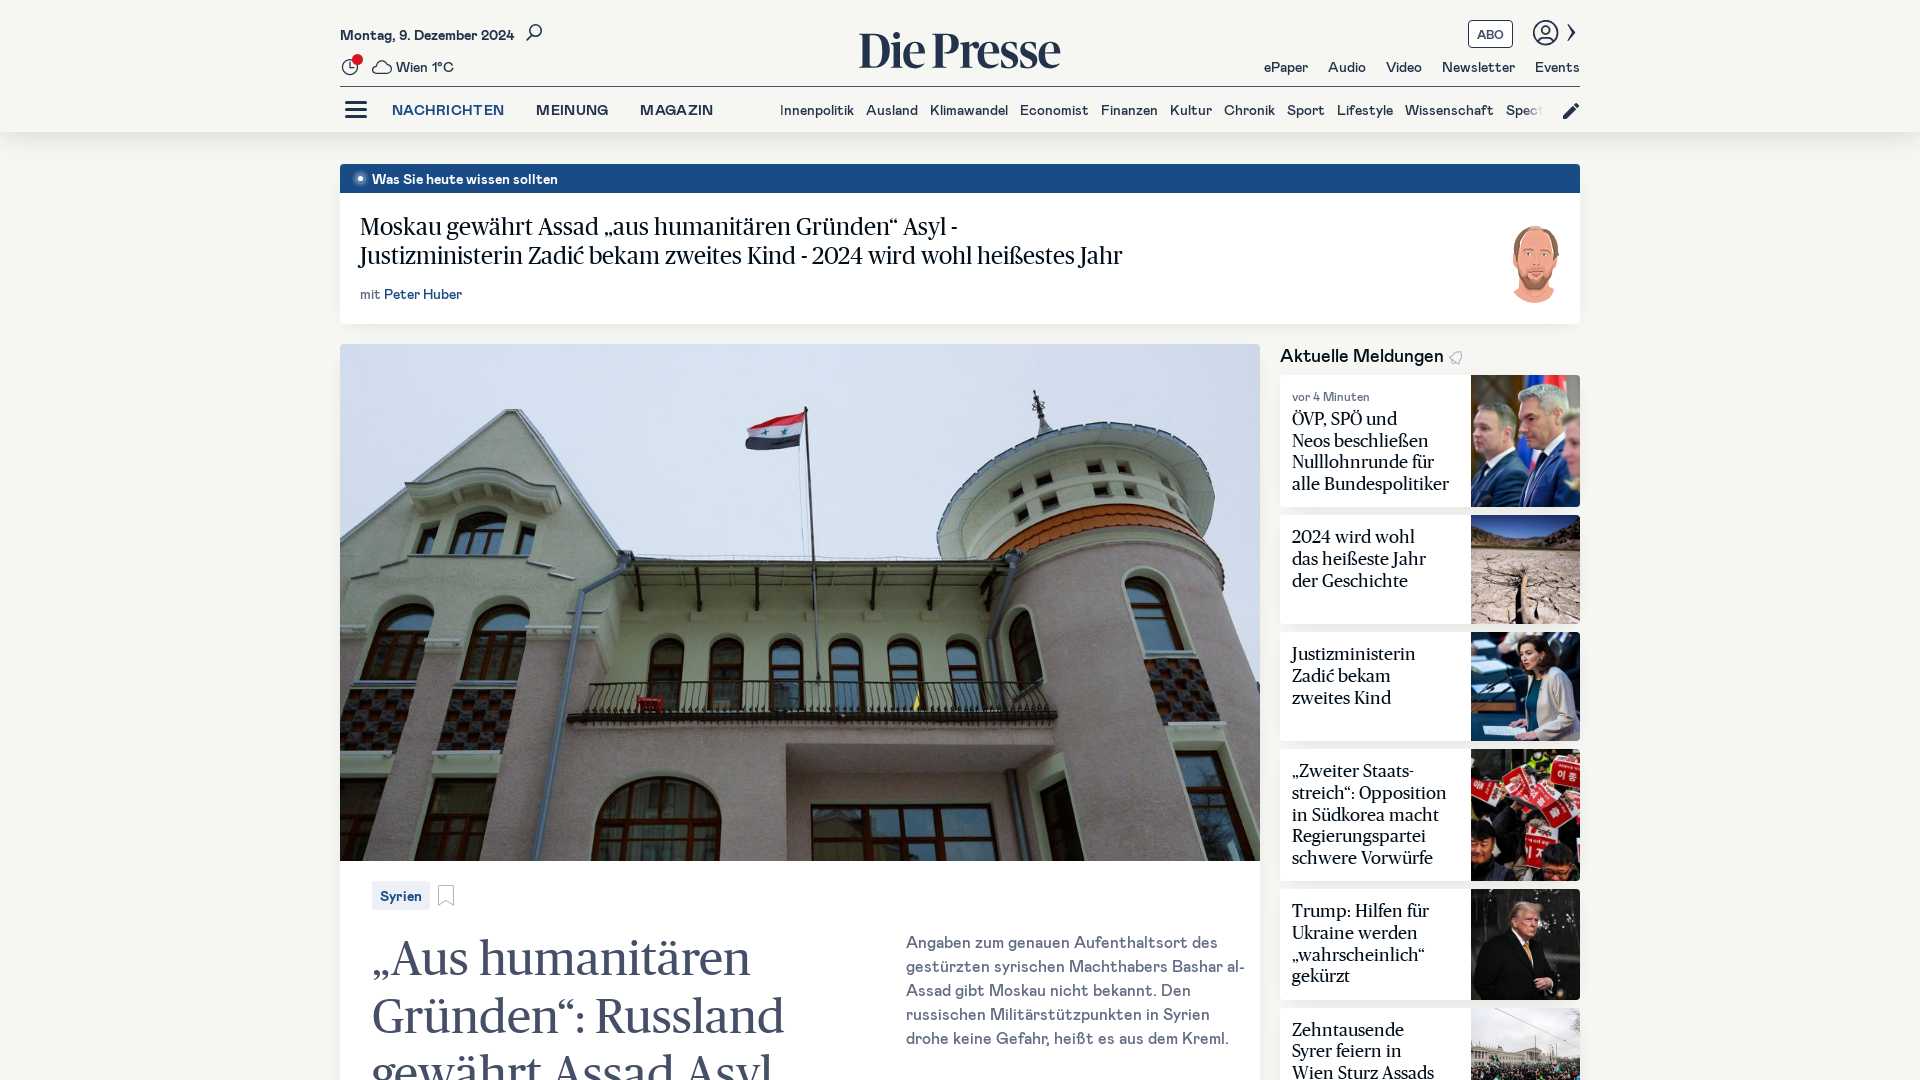 Montag, 9. Dezember 2024
Wien 1°C
Die Presse
ABO
ePaper Audio Video Newsletter Events
NACHRICHTEN MEINUNG MAGAZIN
Innenpolitik Ausland Klimawandel Economist Finanzen Kultur Chronik Sport Lifestyle Wissenschaft Spect
Was Sie heute wissen sollten
Moskau gewährt Assad „aus humanitären Gründen“ Asyl -
Justizministerin Zadić bekam zweites Kind - 2024 wird wohl heißestes Jahr
mit Peter Huber
Syrien
„Aus humanitären
Gründen“: Russland
gewährt Assad Asyl
Angaben zum genauen Aufenthaltsort des
gestürzten syrischen Machthabers Bashar al-
Assad gibt Moskau nicht bekannt. Den
russischen Militärstützpunkten in Syrien
drohe keine Gefahr, heißt es aus dem Kreml.
Aktuelle Meldungen
vor 4 Minuten
ÖVP, SPÖ und
Neos beschließen
Nulllohnrunde für
alle Bundespolitiker
2024 wird wohl
das heißeste Jahr
der Geschichte
Justizministerin
Zadić bekam
zweites Kind
„Zweiter Staats-
streich“: Opposition
in Südkorea macht
Regierungspartei
schwere Vorwürfe
Trump: Hilfen für
Ukraine werden
„wahrscheinlich“
gekürzt
Zehntausende
Syrer feiern in
Wien Sturz Assads